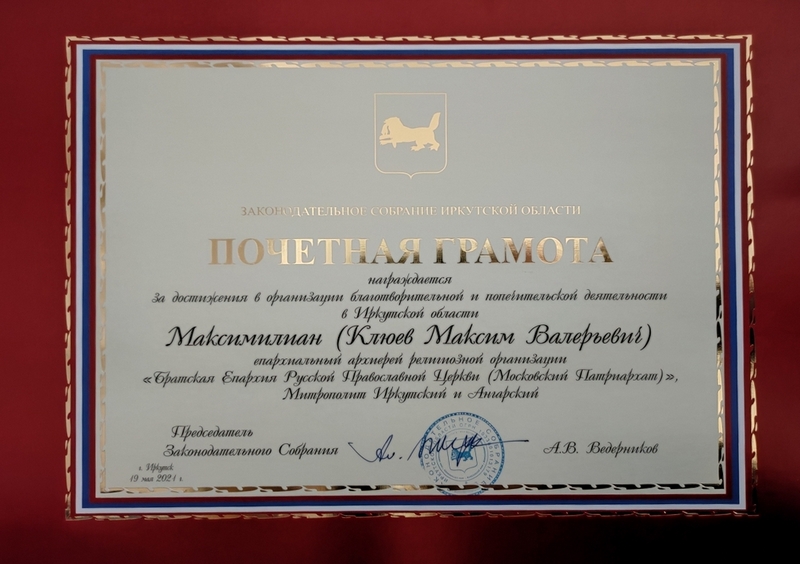 ЗАКОНОДАТЕЛЬНОЕ СОБРАНИЕ ИРКУТСКОЙ ОБЛАСТИ
ПОЧЕТНАЯ ГРАМОТА
награждается
за достижения в организации благотворительной и попечительской деятельности
в Иркутской области
Максимилиан (Клюев Максим Валерьевич)
епархиальный архиерей религиозной организации
«Братская Епархия Русской Православной Церкви (Московский Патриархат)»,
Митрополит Иркутский и Ангарский
Председатель
Законодательного Собрания
А.В. Ведерников
г. Иркутск
19 мая 2021 г.